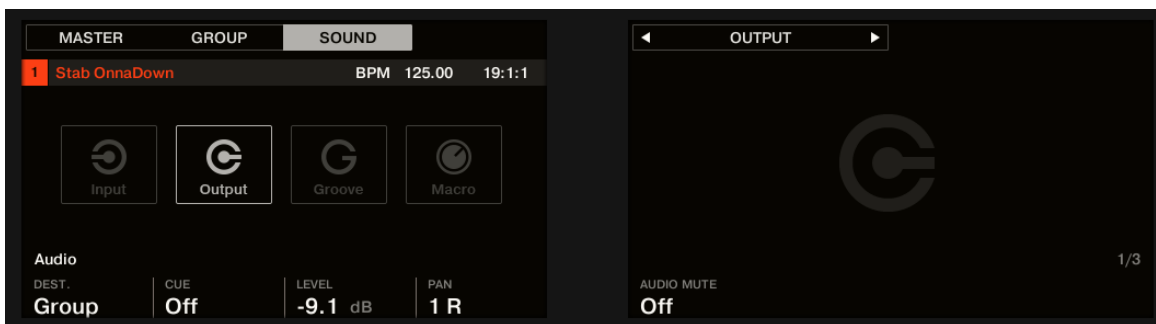 MASTER GROUP SOUND
1 Stab OnnaDown BPM 125.00 19:1:1
Input Output Groove Macro
Audio
DEST. CUE LEVEL PAN
Group Off -9.1 dB 1 R
OUTPUT
1/3
AUDIO MUTE
Off